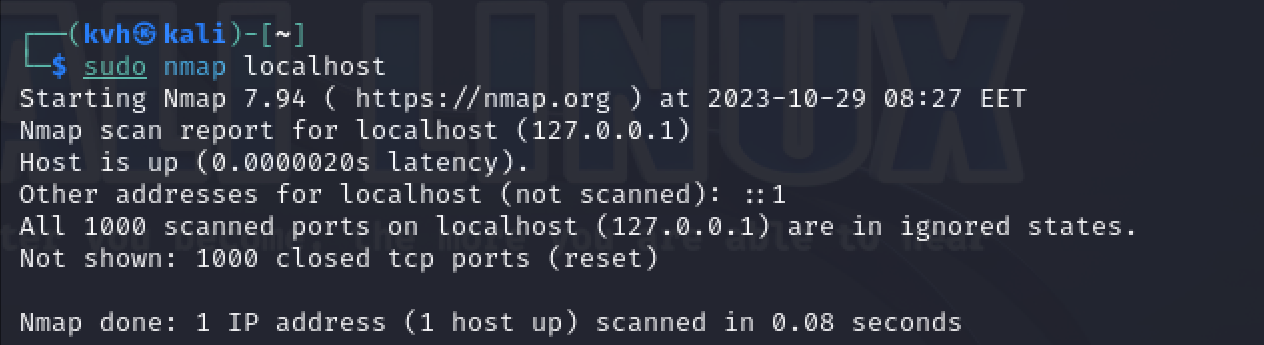 ┌──(kvh㉿kali)-[~]
└─$ sudo nmap localhost
Starting Nmap 7.94 ( https://nmap.org ) at 2023-10-29 08:27 EET
Nmap scan report for localhost (127.0.0.1)
Host is up (0.0000020s latency).
Other addresses for localhost (not scanned): ::1
All 1000 scanned ports on localhost (127.0.0.1) are in ignored states.
Not shown: 1000 closed tcp ports (reset)
Nmap done: 1 IP address (1 host up) scanned in 0.08 seconds